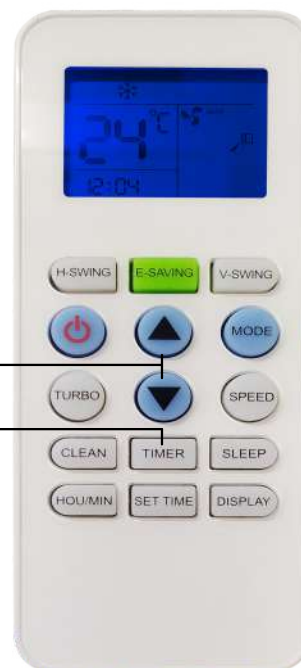 24°C
12:04
H-SWING E-SAVING V-SWING
MODE
TURBO SPEED
CLEAN TIMER SLEEP
HOU/MIN SET TIME DISPLAY